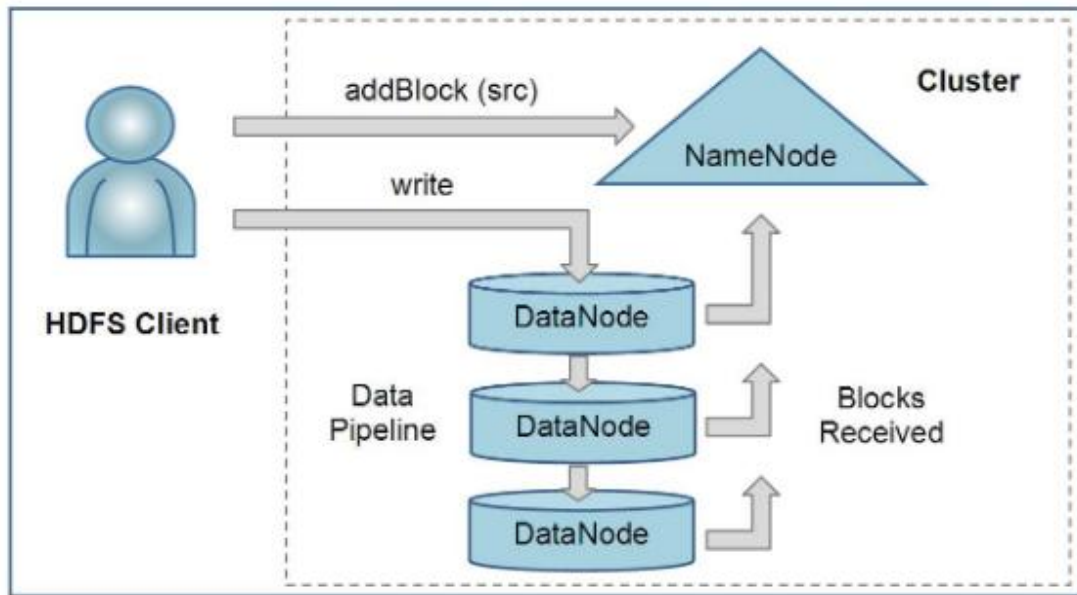 Cluster
addBlock (src)
NameNode
write
HDFS Client
DataNode
Data
Pipeline
DataNode
Blocks
Received
DataNode